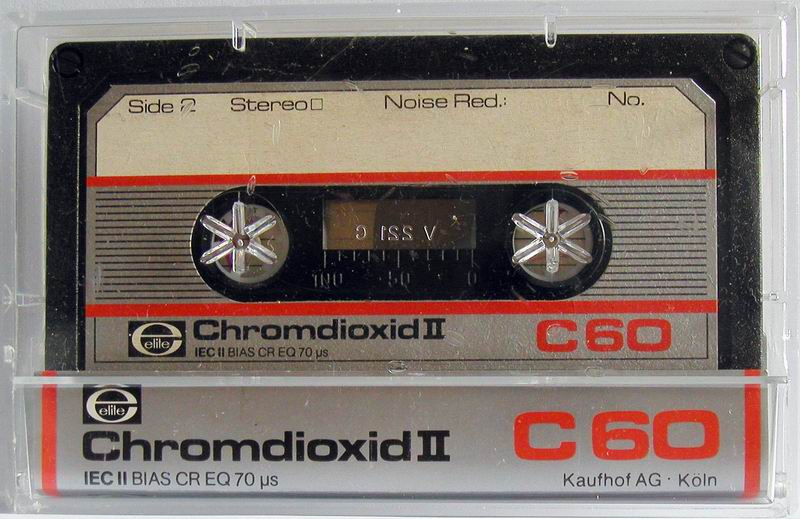 Side 2 Stereo Noise Red.: No.
V 221 G
100 50 0
elite Chromdioxid II C 60
IEC II BIAS CR EQ 70 µs
elite
Chromdioxid II C 60
IEC II BIAS CR EQ 70 µs Kaufhof AG · Köln